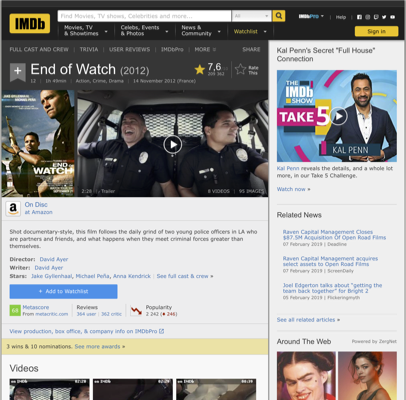 IMDb
Find Movies, TV shows, Celebrities and more...
All
IMDbPro
Help
Movies, TV
& Showtimes
Celebs, Events
& Photos
News &
Community
Watchlist
Sign in
FULL CAST AND CREW | TRIVIA | USER REVIEWS | IMDbPro | MORE
SHARE
End of Watch (2012)
12 | 1h 49min | Action, Crime, Drama | 14 November 2012 (France)
7,6
Rate
This
JAKE GYLLENHAAL MICHAEL PEÑA
END OF
WATCH
2:28 | Trailer
8 VIDEOS | 95 IMAGES
On Disc
at Amazon
Shot documentary-style, this film follows the daily grind of two young police officers in LA who
are partners and friends, and what happens when they meet criminal forces greater than
themselves.
Director: David Ayer
Writer: David Ayer
Stars: Jake Gyllenhaal, Michael Peña, Anna Kendrick | See full cast & crew »
+ Add to Watchlist
68
Metascore
From metacritic.com
Reviews
364 user | 362 critic
Popularity
2 242 (246)
View production, box office, & company info on IMDbPro
3 wins & 10 nominations. See more awards »
Videos
Kal Penn's Secret "Full House"
Connection
THE
IMDb
SHOW
TAKE 5
KAL PENN
Kal Penn reveals the details, and a whole lot
more, in our Take 5 Challenge.
Watch now »
Related News
Raven Capital Management Closes
$87.5M Acquisition Of Open Road Films
07 February 2019 | Deadline
Raven Capital Management acquires
select assets to Open Road Films
07 February 2019 | ScreenDaily
Joel Edgerton talks about "getting the
team back together" for Bright 2
05 February 2019 | Flickeringmyth
See all related articles »
Around The Web
Powered by ZergNet